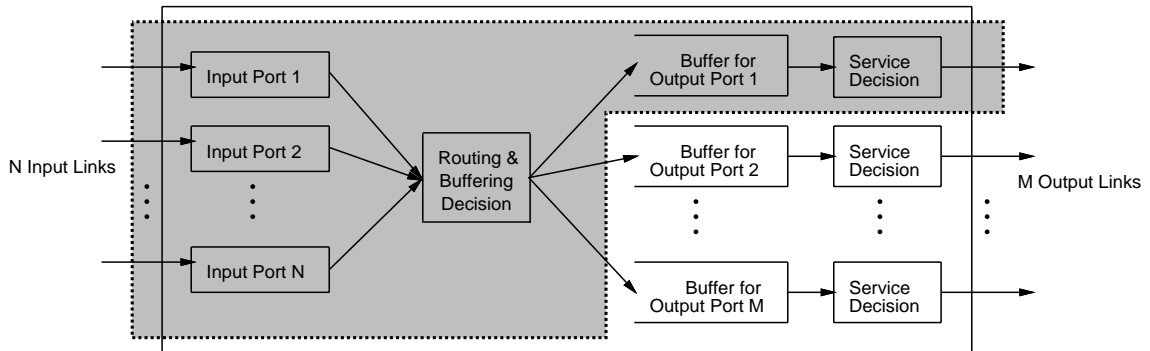 N Input Links
Input Port 1
Input Port 2
Input Port N
Routing &
Buffering
Decision
Buffer for
Output Port 1
Service
Decision
Buffer for
Output Port 2
Service
Decision
Buffer for
Output Port M
Service
Decision
M Output Links